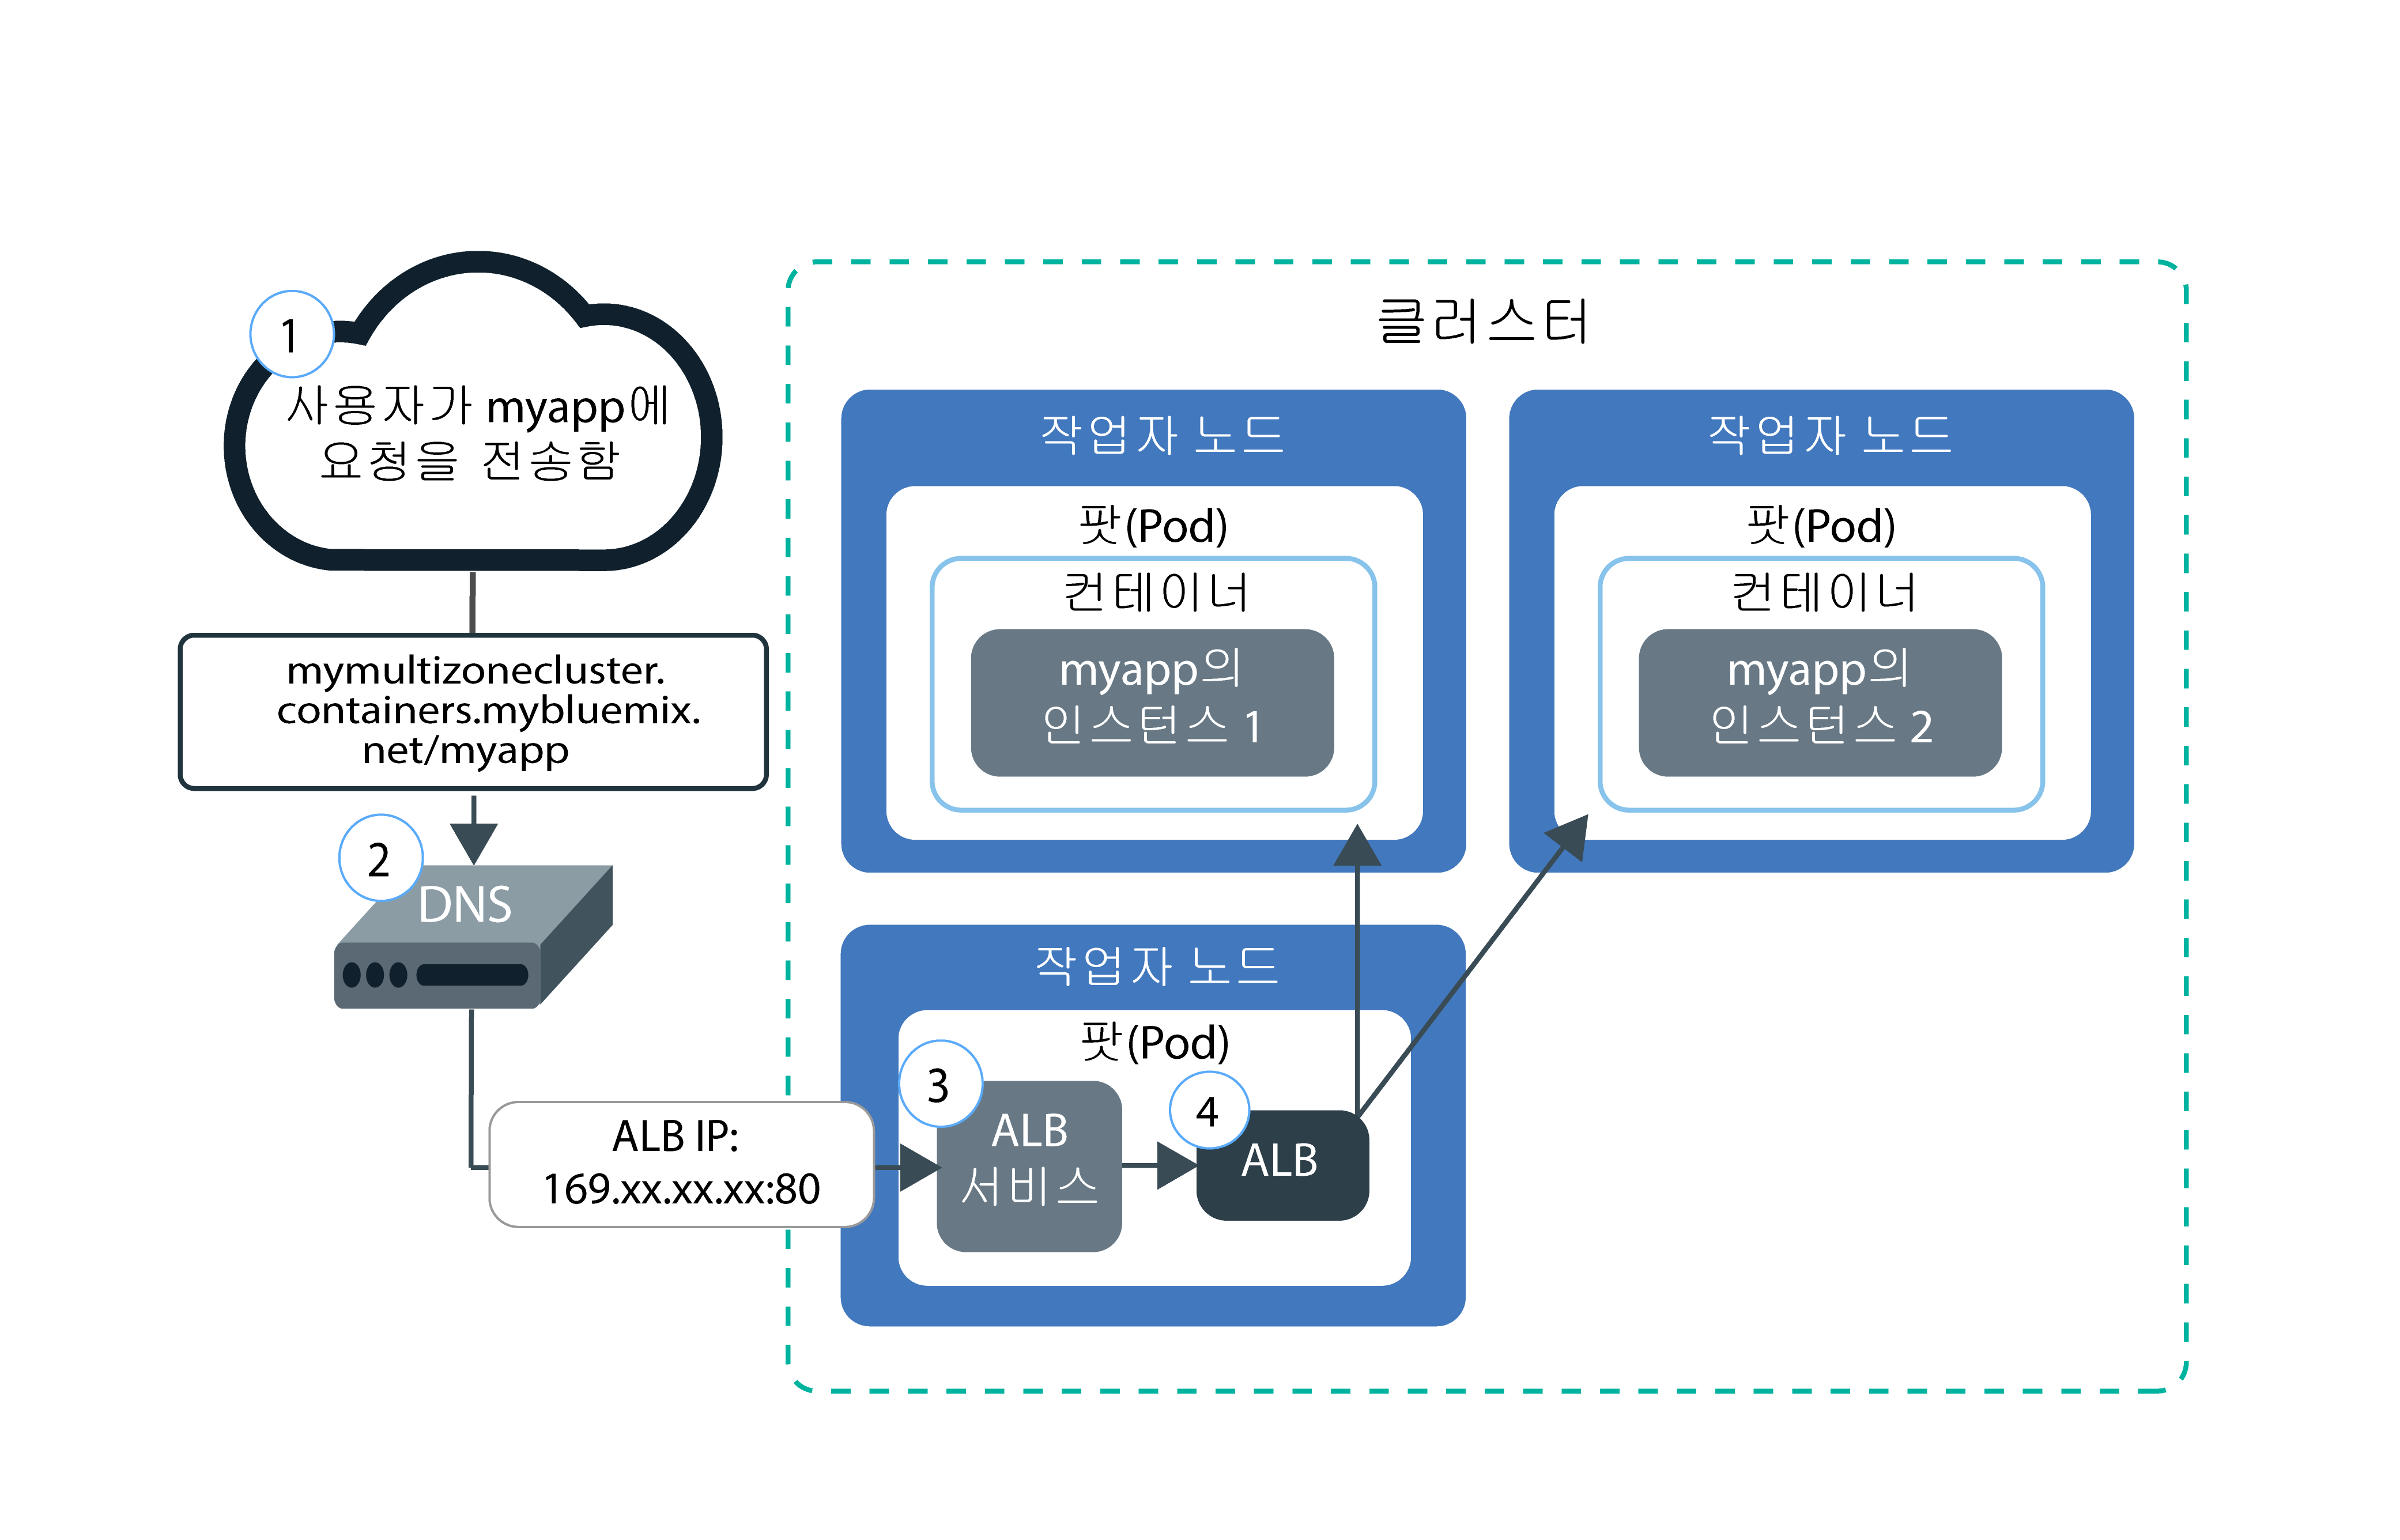 1
사용자가 myapp에
요청을 전송함
mymultizonecluster.
containers.mybluemix.
net/myapp
2
DNS
ALB IP:
169.xx.xx.xx:80
클러스터
작업자 노드
팟(Pod)
컨테이너
myapp의
인스턴스 1
작업자 노드
팟(Pod)
컨테이너
myapp의
인스턴스 2
작업자 노드
팟(Pod)
3
ALB
서비스
4
ALB